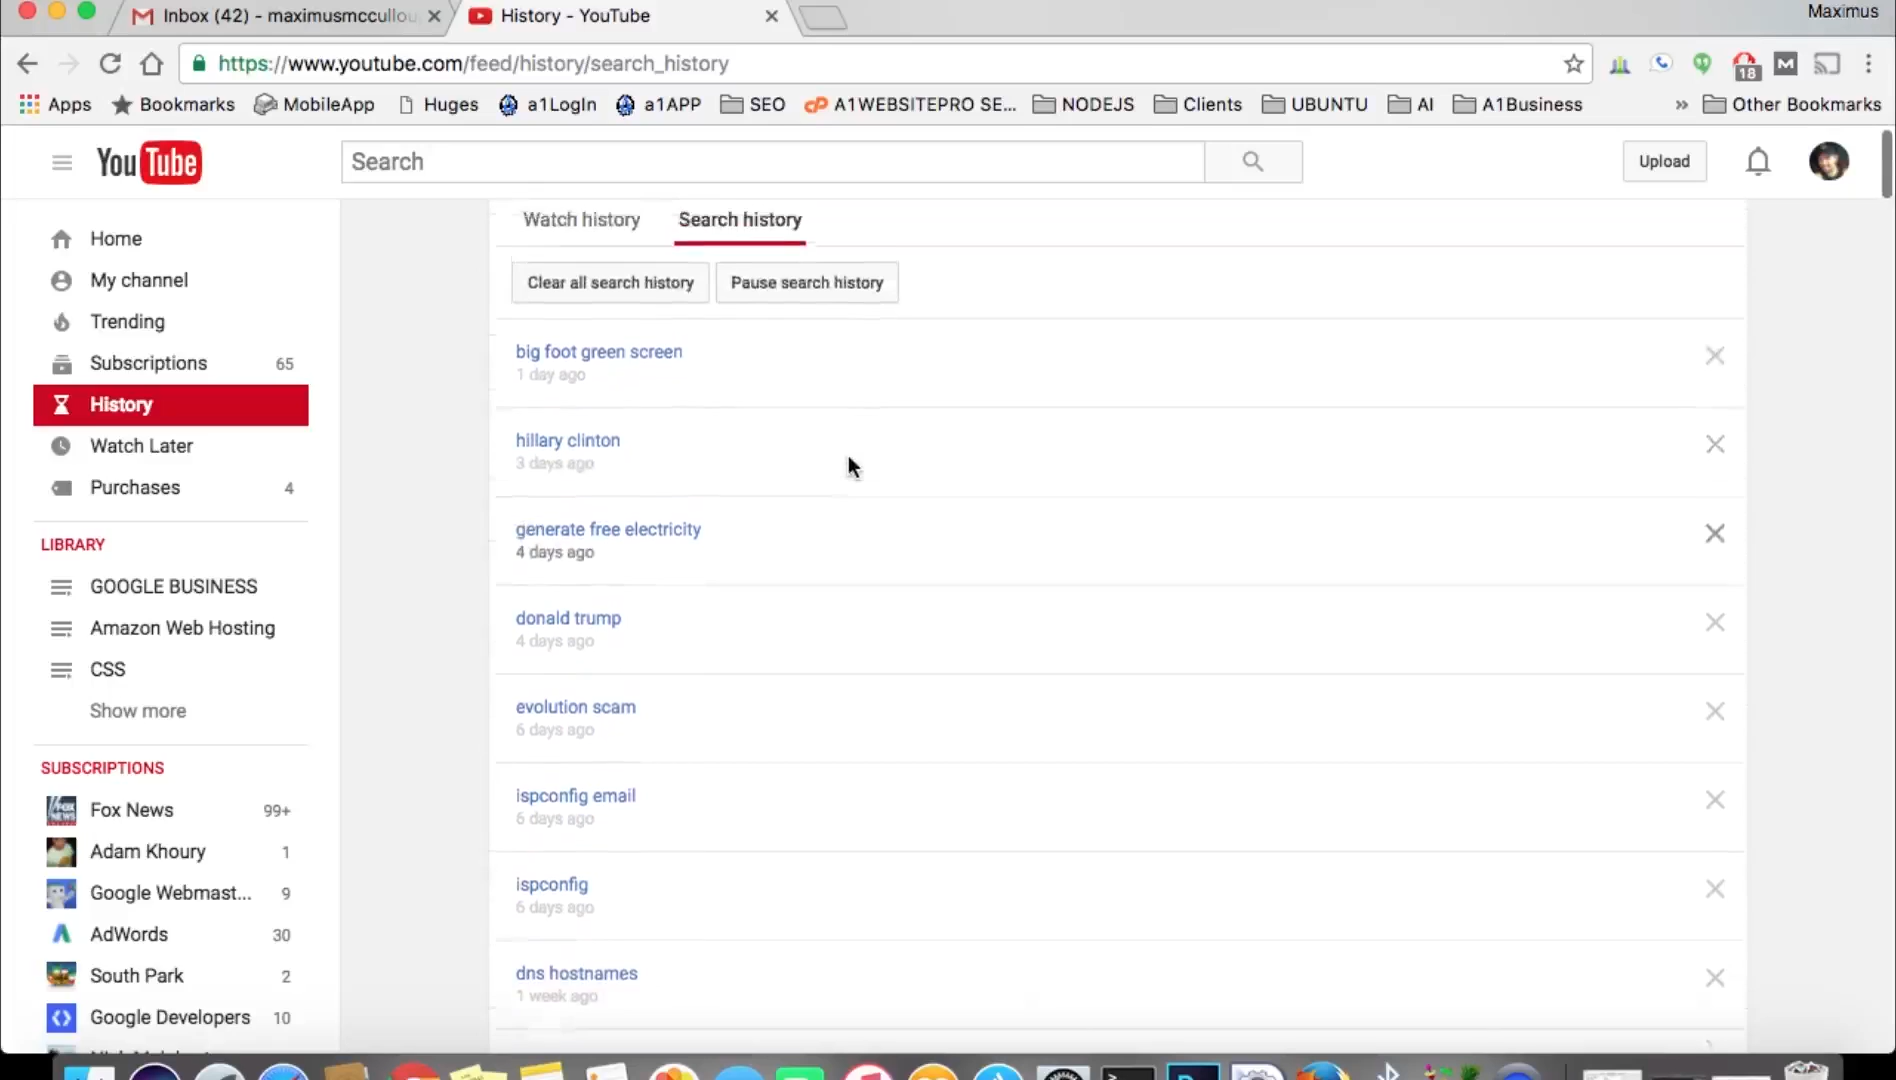 Inbox (42) - maximusmccullou
History - YouTube
Maximus
https://www.youtube.com/feed/history/search_history
18
M
Apps
Bookmarks
MobileApp
Huges
a1LogIn
a1APP
SEO
cP A1WEBSITEPRO SE...
NODEJS
Clients
UBUNTU
AI
A1Business
»
Other Bookmarks
YouTube
Search
Upload
Home
My channel
Trending
Subscriptions 65
History
Watch Later
Purchases 4
LIBRARY
GOOGLE BUSINESS
Amazon Web Hosting
CSS
Show more
SUBSCRIPTIONS
Fox News 99+
Adam Khoury 1
Google Webmast... 9
AdWords 30
South Park 2
Google Developers 10
Watch history
Search history
Clear all search history
Pause search history
big foot green screen
1 day ago
hillary clinton
3 days ago
generate free electricity
4 days ago
donald trump
4 days ago
evolution scam
6 days ago
ispconfig email
6 days ago
ispconfig
6 days ago
dns hostnames
1 week ago